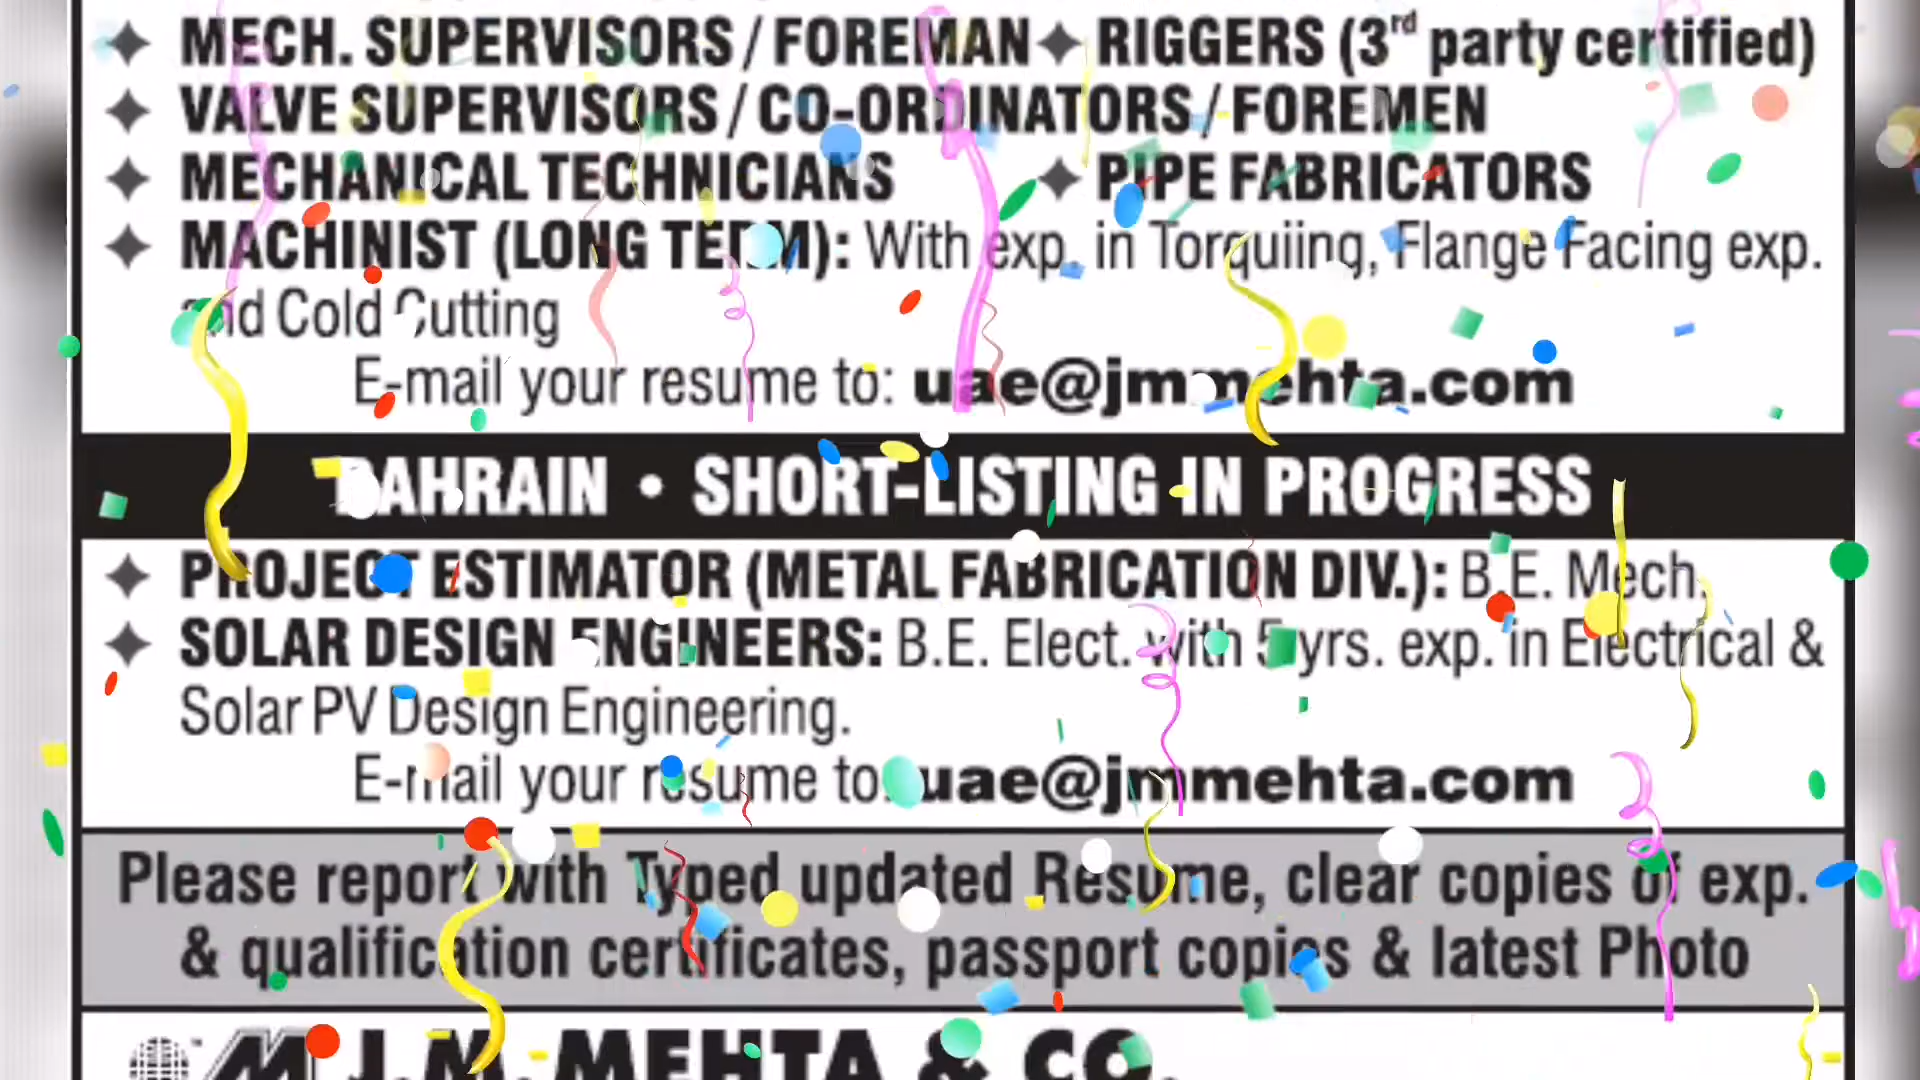 ✦ MECH. SUPERVISORS / FOREMAN ✦ RIGGERS (3rd party certified)
✦ VALVE SUPERVISORS / CO-ORDINATORS / FOREMEN
✦ MECHANICAL TECHNICIANS ✦ PIPE FABRICATORS
✦ MACHINIST (LONG TERM): With exp. in Torquiing, Flange Facing exp.
and Cold Cutting
E-mail your resume to: uae@jmmehta.com
BAHRAIN • SHORT-LISTING IN PROGRESS
✦ PROJECT ESTIMATOR (METAL FABRICATION DIV.): B.E. Mech.
✦ SOLAR DESIGN ENGINEERS: B.E. Elect. with 5 yrs. exp. in Electrical &
Solar PV Design Engineering.
E-mail your resume to: uae@jmmehta.com
Please report with Typed updated Resume, clear copies of exp.
& qualification certificates, passport copies & latest Photo
J.M. MEHTA & CO.